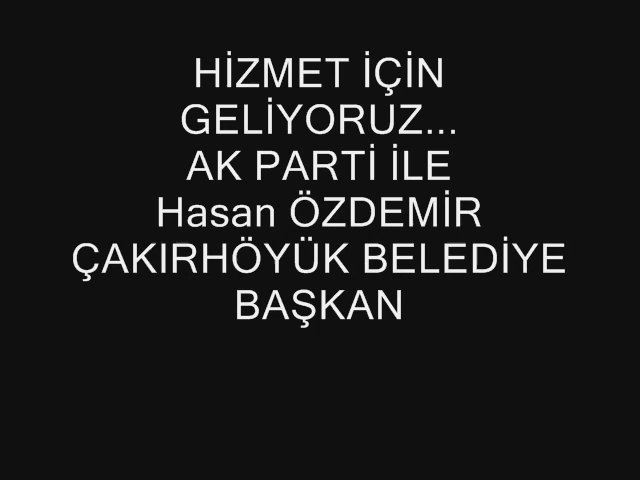 HİZMET İÇİN
GELİYORUZ...
AK PARTİ İLE
Hasan ÖZDEMİR
ÇAKIRHÖYÜK BELEDİYE
BAŞKAN